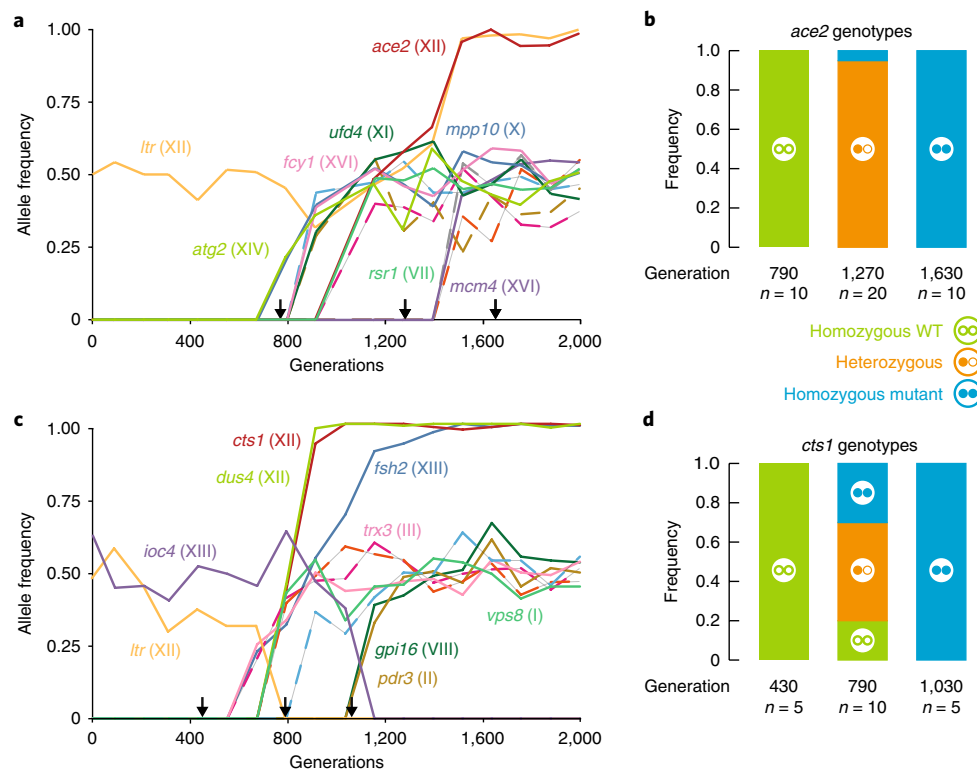 a
1.00
0.75
0.50
0.25
0
Allele frequency
ace2 (XII)
ltr (XII)
ufd4 (XI)
mpp10 (X)
fcy1 (XVI)
atg2 (XIV)
rsr1 (VII)
mcm4 (XVI)
0 400 800 1,200 1,600 2,000
Generations
b
ace2 genotypes
1.0
0.8
0.6
0.4
0.2
0
Frequency
Generation 790 1,270 1,630
n = 10 n = 20 n = 10
Homozygous WT
Heterozygous
Homozygous mutant
c
1.00
0.75
0.50
0.25
0
Allele frequency
cts1 (XII)
dus4 (XII)
fsh2 (XIII)
trx3 (III)
ioc4 (XIII)
ltr (XII)
vps8 (I)
gpi16 (VIII)
pdr3 (II)
0 400 800 1,200 1,600 2,000
Generations
d
cts1 genotypes
1.0
0.8
0.6
0.4
0.2
0
Frequency
Generation 430 790 1,030
n = 5 n = 10 n = 5